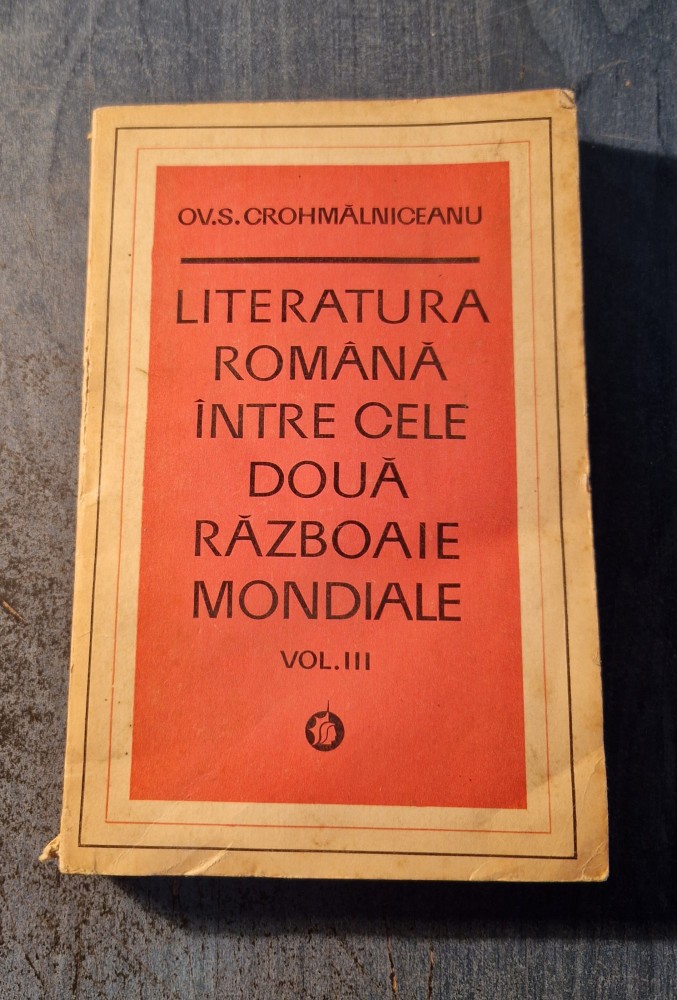 OV.S.CROHMĂLNICEANU
LITERATURA
ROMÂNĂ
ÎNTRE CELE
DOUĂ
RĂZBOAIE
MONDIALE
VOL.III